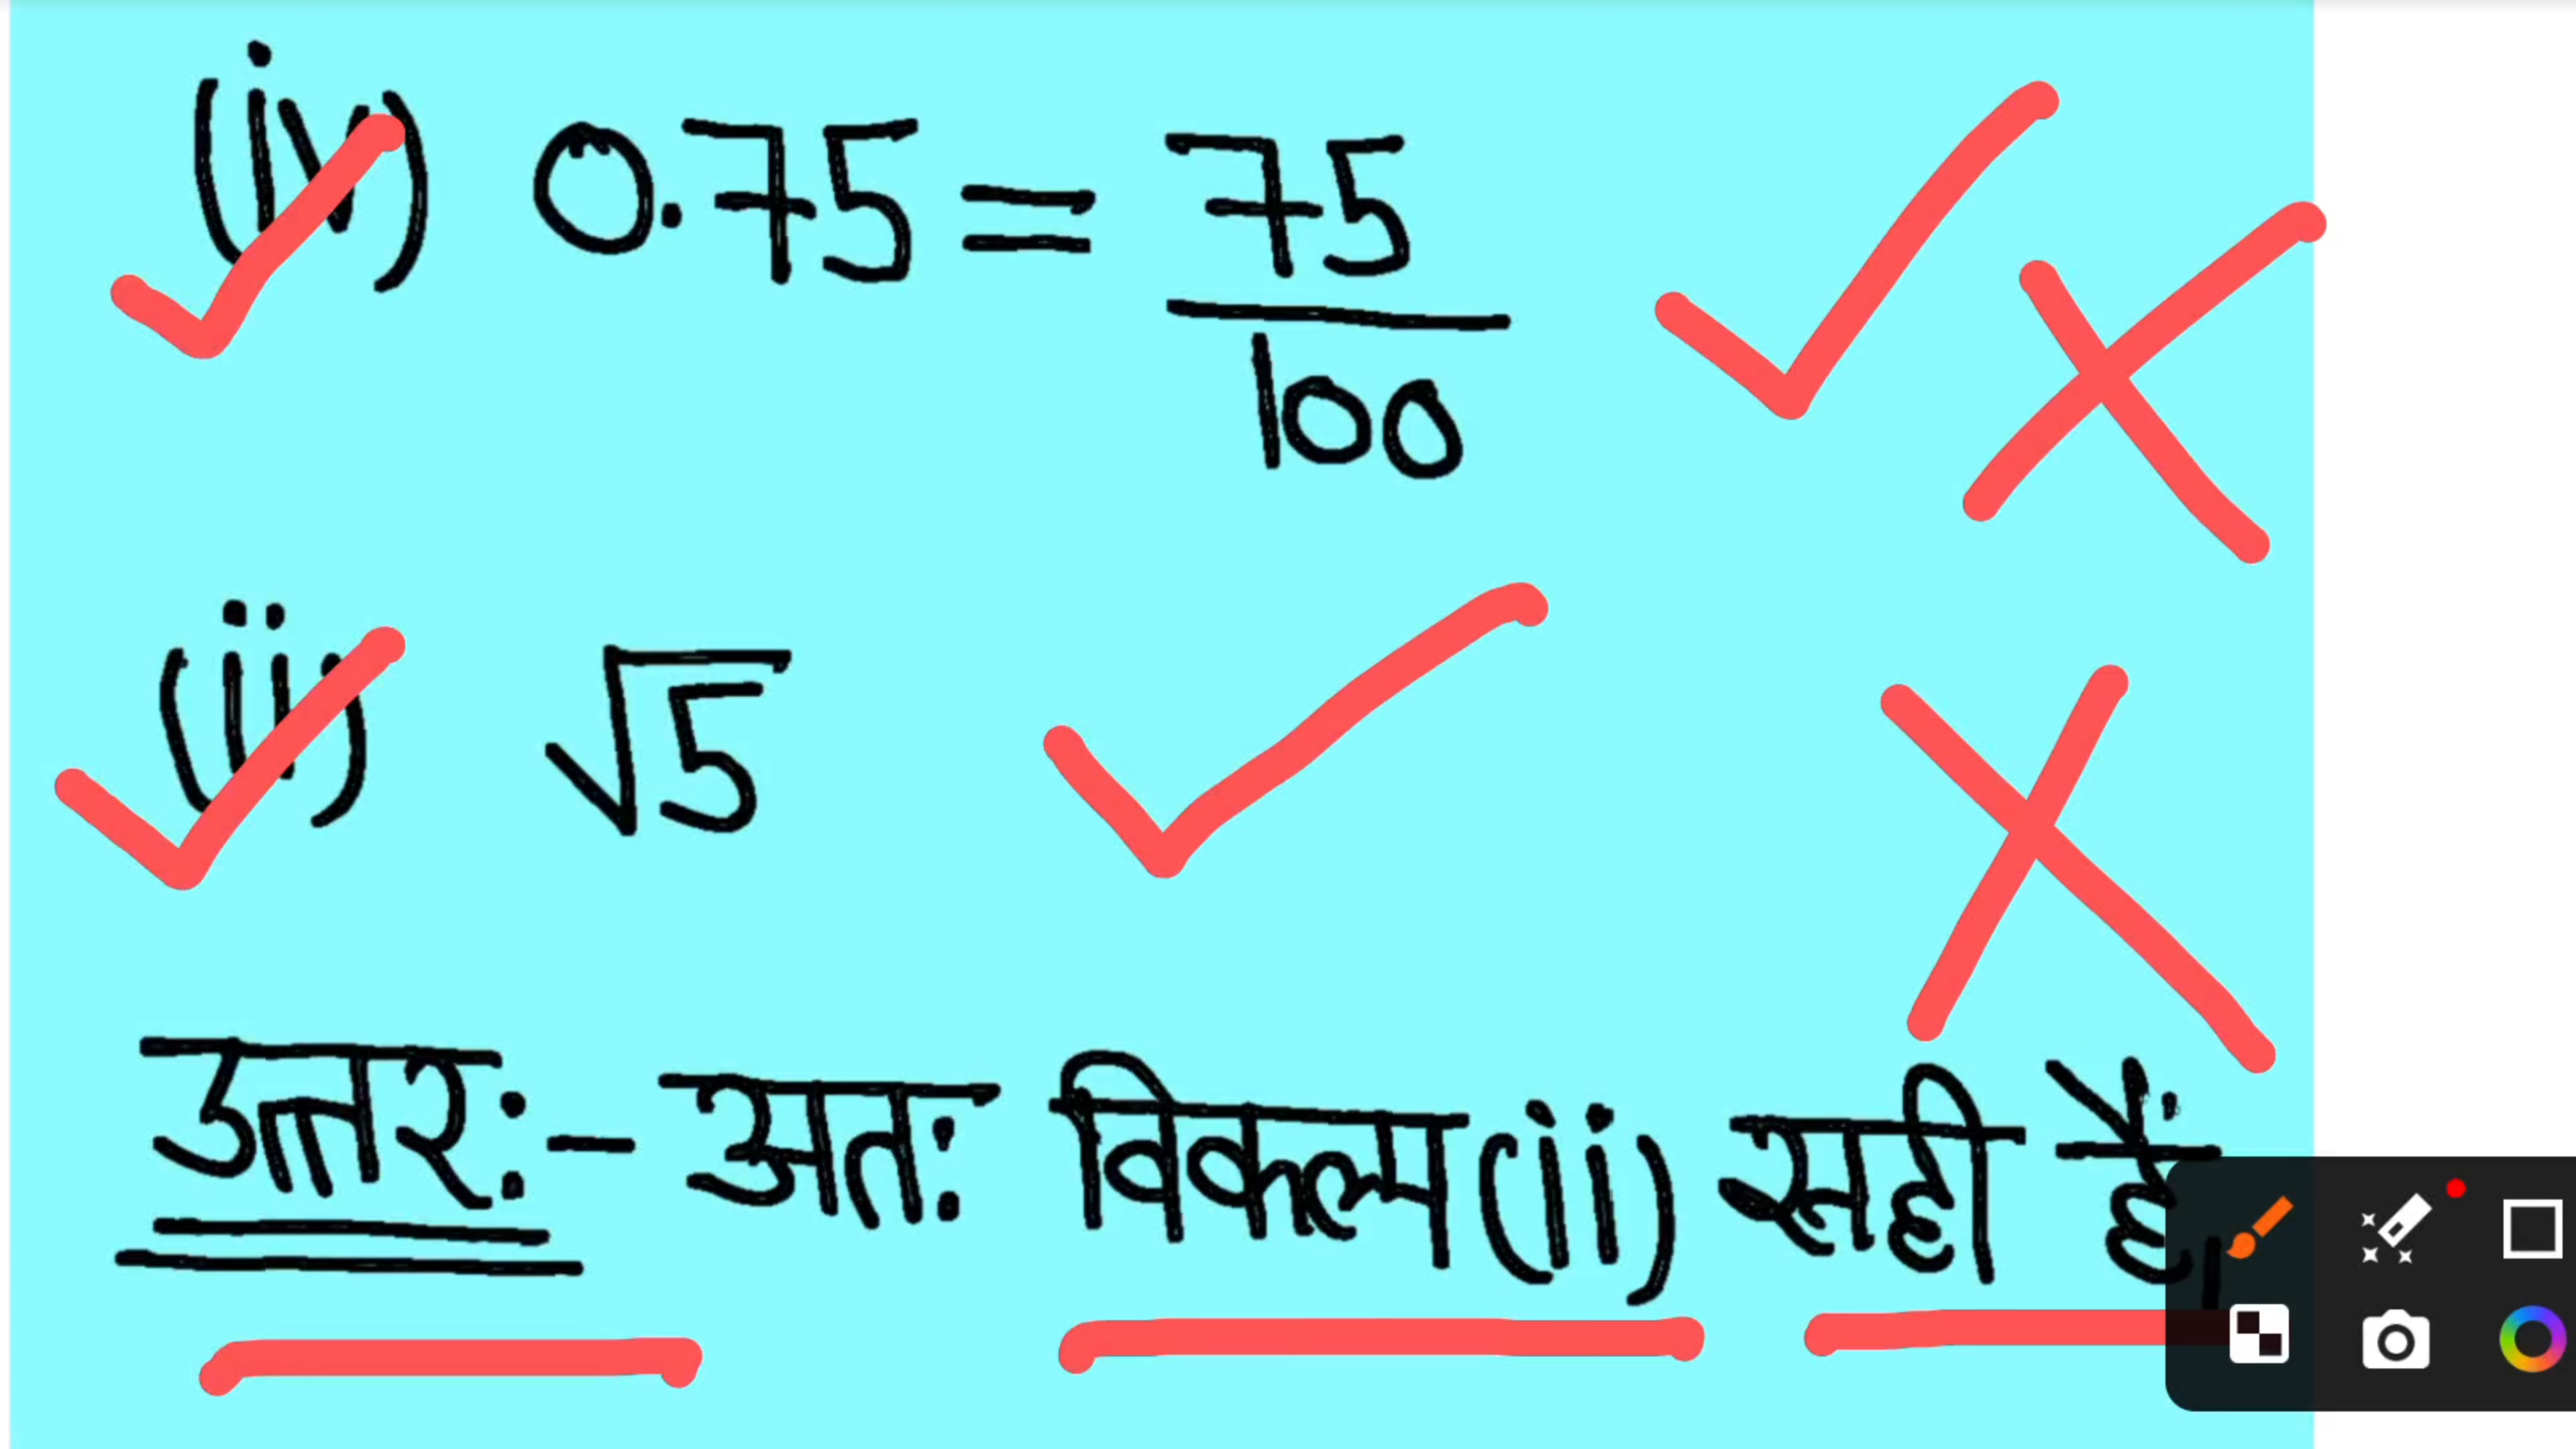 (iv) 0.75 = 75/100
(ii) √5
उत्तर:- अतः विकल्प (ii) सही है,